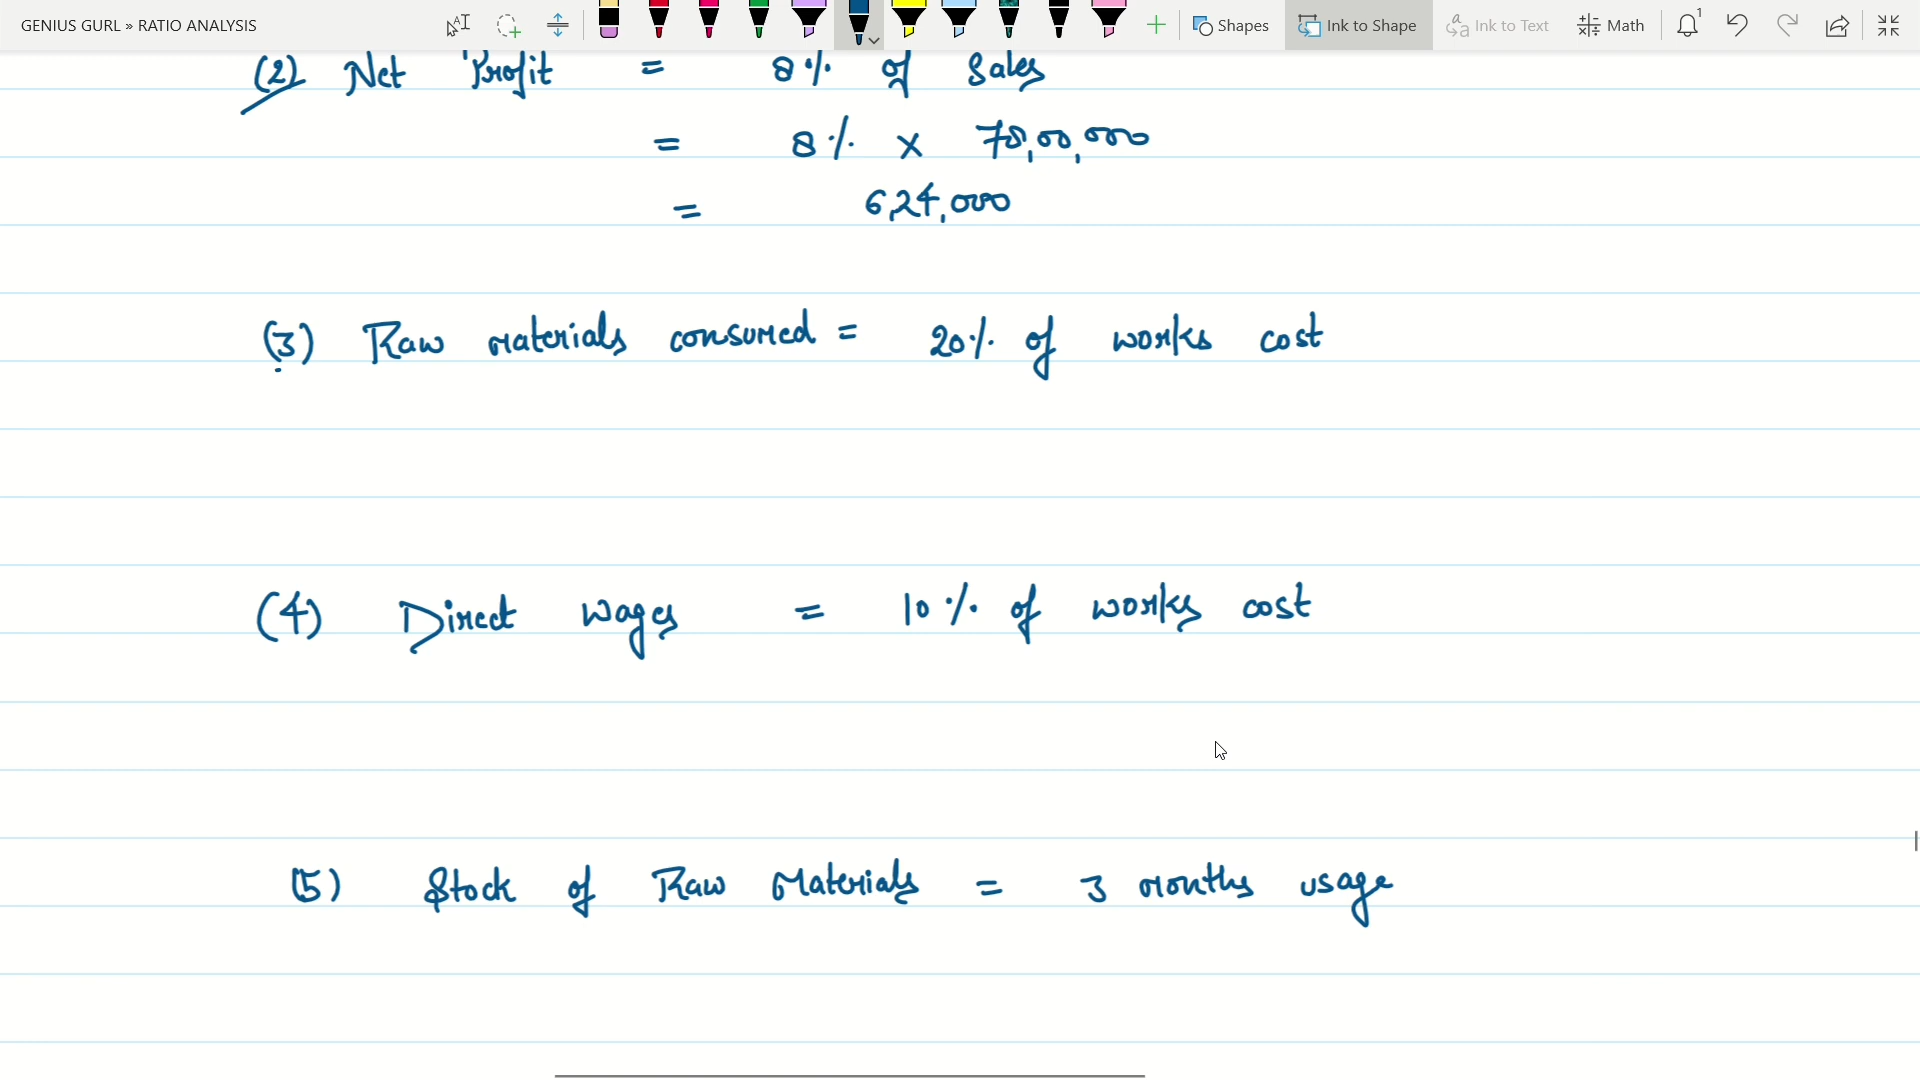 GENIUS GURL » RATIO ANALYSIS Shapes Ink to Shape Ink to Text Math 1
(2) Net Profit = 8% of Sales
= 8% x 78,00,000
= 6,24,000
(3) Raw materials consumed = 20% of works cost
(4) Direct wages = 10% of works cost
(5) Stock of Raw Materials = 3 months usage